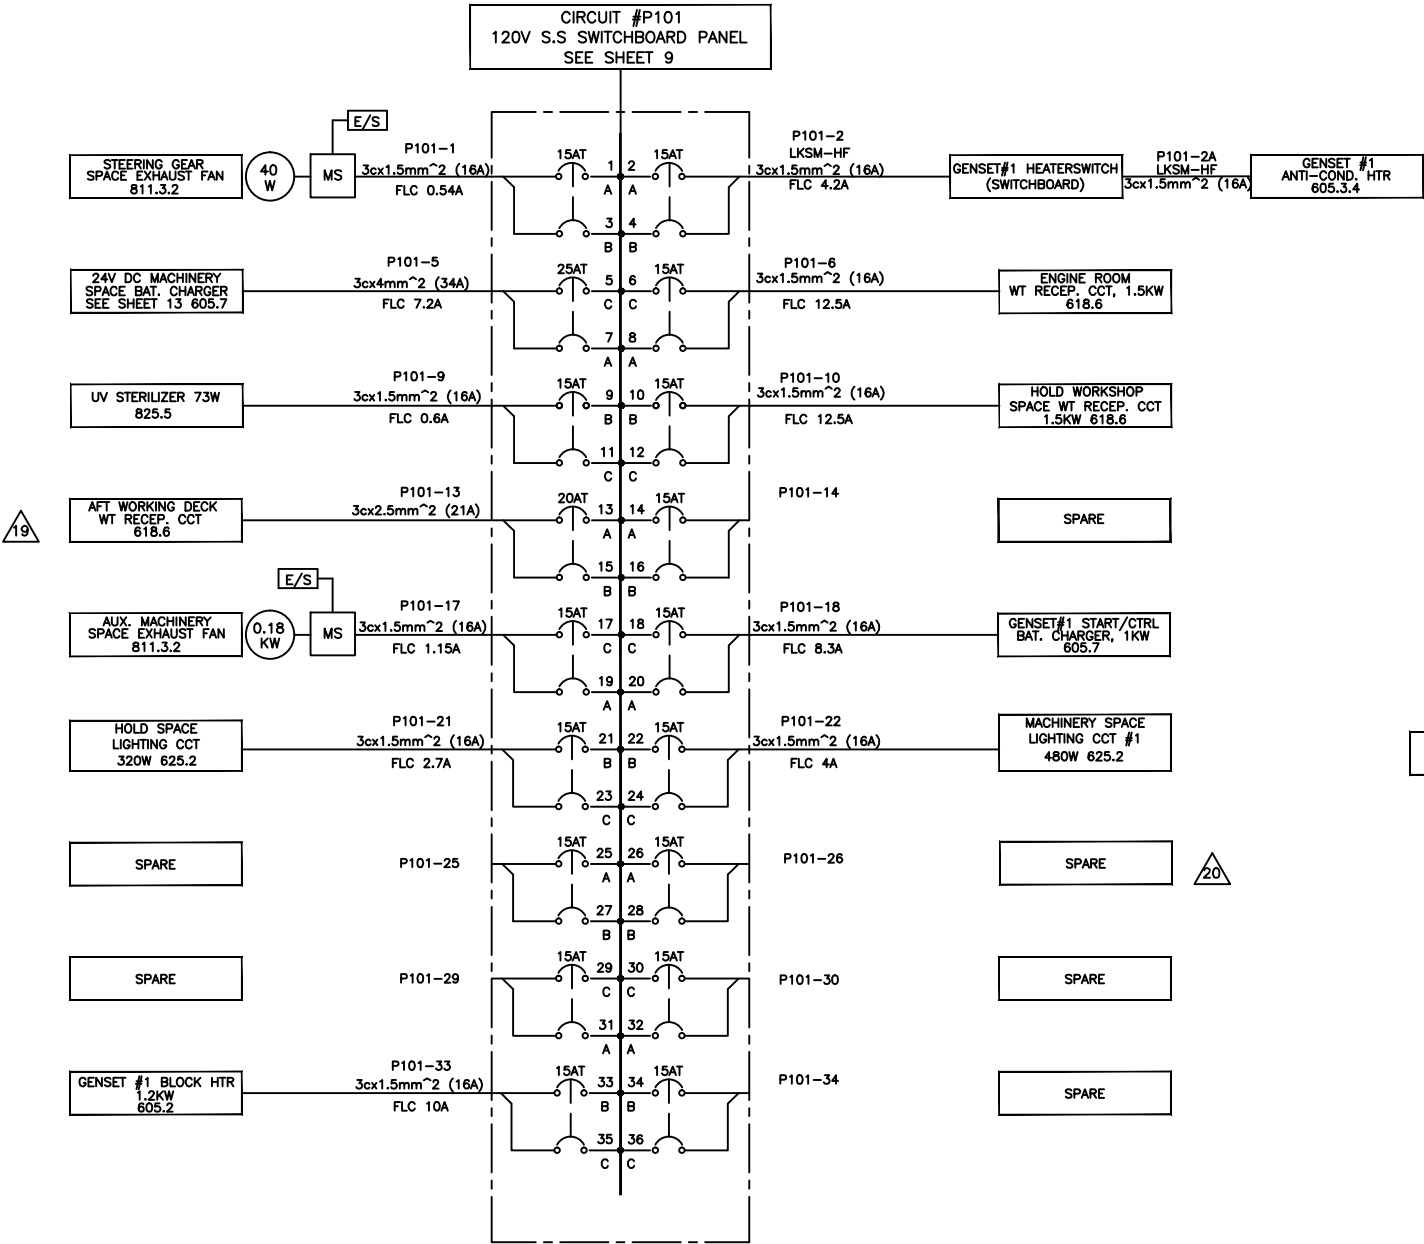 CIRCUIT #P101
120V S.S SWITCHBOARD PANEL
SEE SHEET 9
E/S
STEERING GEAR
SPACE EXHAUST FAN
811.3.2
40
W
MS
P101-1
3cx1.5mm^2 (16A)
FLC 0.54A
15AT 1 2 15AT
A A
3 4
B B
P101-2
LKSM-HF
3cx1.5mm^2 (16A)
FLC 4.2A
GENSET#1 HEATERSWITCH
(SWITCHBOARD)
P101-2A
LKSM-HF
3cx1.5mm^2 (16A)
GENSET #1
ANTI-COND. HTR
605.3.4
24V DC MACHINERY
SPACE BAT. CHARGER
SEE SHEET 13 605.7
P101-5
3cx4mm^2 (34A)
FLC 7.2A
25AT 5 6 15AT
C C
7 8
A A
P101-6
3cx1.5mm^2 (16A)
FLC 12.5A
ENGINE ROOM
WT RECEP. CCT, 1.5KW
618.6
UV STERILIZER 73W
825.5
P101-9
3cx1.5mm^2 (16A)
FLC 0.6A
15AT 9 10 15AT
B B
11 12
C C
P101-10
3cx1.5mm^2 (16A)
FLC 12.5A
HOLD WORKSHOP
SPACE WT RECEP. CCT
1.5KW 618.6
19
AFT WORKING DECK
WT RECEP. CCT
618.6
P101-13
3cx2.5mm^2 (21A)
20AT 13 14 15AT
A A
15 16
B B
P101-14
SPARE
E/S
AUX. MACHINERY
SPACE EXHAUST FAN
811.3.2
0.18
KW
MS
P101-17
3cx1.5mm^2 (16A)
FLC 1.15A
15AT 17 18 15AT
C C
19 20
A A
P101-18
3cx1.5mm^2 (16A)
FLC 8.3A
GENSET#1 START/CTRL
BAT. CHARGER, 1KW
605.7
HOLD SPACE
LIGHTING CCT
320W 625.2
P101-21
3cx1.5mm^2 (16A)
FLC 2.7A
15AT 21 22 15AT
B B
23 24
C C
P101-22
3cx1.5mm^2 (16A)
FLC 4A
MACHINERY SPACE
LIGHTING CCT #1
480W 625.2
SPARE
P101-25
15AT 25 26 15AT
A A
27 28
B B
P101-26
SPARE
20
SPARE
P101-29
15AT 29 30 15AT
C C
31 32
A A
P101-30
SPARE
GENSET #1 BLOCK HTR
1.2KW
605.2
P101-33
3cx1.5mm^2 (16A)
FLC 10A
15AT 33 34 15AT
B B
35 36
C C
P101-34
SPARE